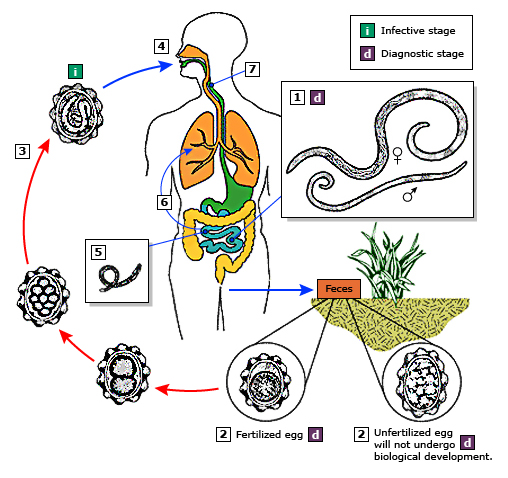 i Infective stage
d Diagnostic stage
4
7
i
1 d
3
♀
♂
6
5
Feces
2 Fertilized egg d
2 Unfertilized egg
will not undergo d
biological development.